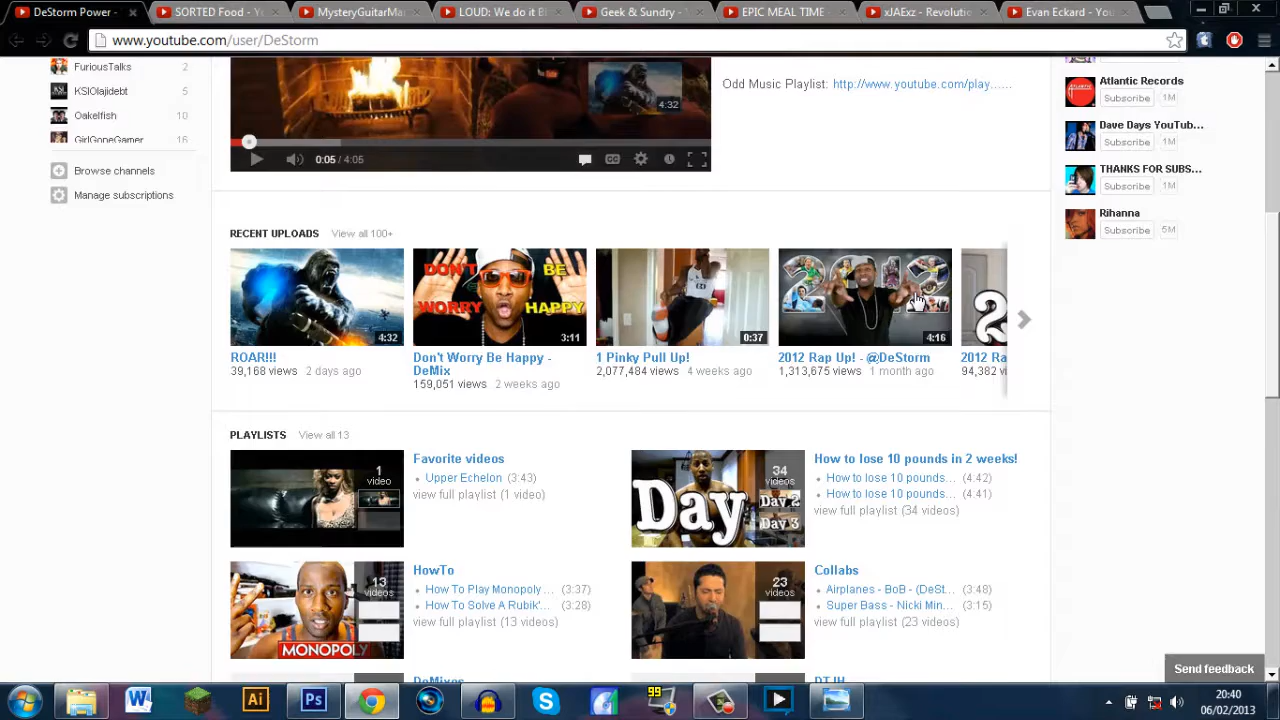 DeStorm Power -
SORTED Food - Y
MysteryGuitarMa
LOUD: We do it B
Geek & Sundry -
EPIC MEAL TIME -
xJAExz - Revoluti
Evan Eckard - You
www.youtube.com/user/DeStorm
FuriousTalks 2
KSIOlajidebt 5
Oakelfish 10
GirlGoneGamer 16
Browse channels
Manage subscriptions
4:32
0:05 / 4:05
CC
Odd Music Playlist: http://www.youtube.com/play......
Atlantic Records
Subscribe 1M
Dave Days YouTub...
Subscribe 1M
THANKS FOR SUBS...
Subscribe 1M
Rihanna
Subscribe 5M
RECENT UPLOADS View all 100+
DON'T BE
WORRY HAPPY
4:32
3:11
0:37
4:16
ROAR!!!
39,168 views 2 days ago
Don't Worry Be Happy -
DeMix
159,051 views 2 weeks ago
1 Pinky Pull Up!
2,077,484 views 4 weeks ago
2012 Rap Up! - @DeStorm
1,313,675 views 1 month ago
2012 Ra
94,382 vi
PLAYLISTS View all 13
1
video
Favorite videos
Upper Echelon (3:43)
view full playlist (1 video)
Day
34
videos
Day 2
Day 3
How to lose 10 pounds in 2 weeks!
How to lose 10 pounds... (4:42)
How to lose 10 pounds... (4:41)
view full playlist (34 videos)
MONOPOLY
13
videos
HowTo
How To Play Monopoly ... (3:37)
How To Solve A Rubik'... (3:28)
view full playlist (13 videos)
23
videos
Collabs
Airplanes - BoB - (DeSt... (3:48)
Super Bass - Nicki Min... (3:15)
view full playlist (23 videos)
DeMixes
Send feedback
Ai
Ps
99
20:40
06/02/2013